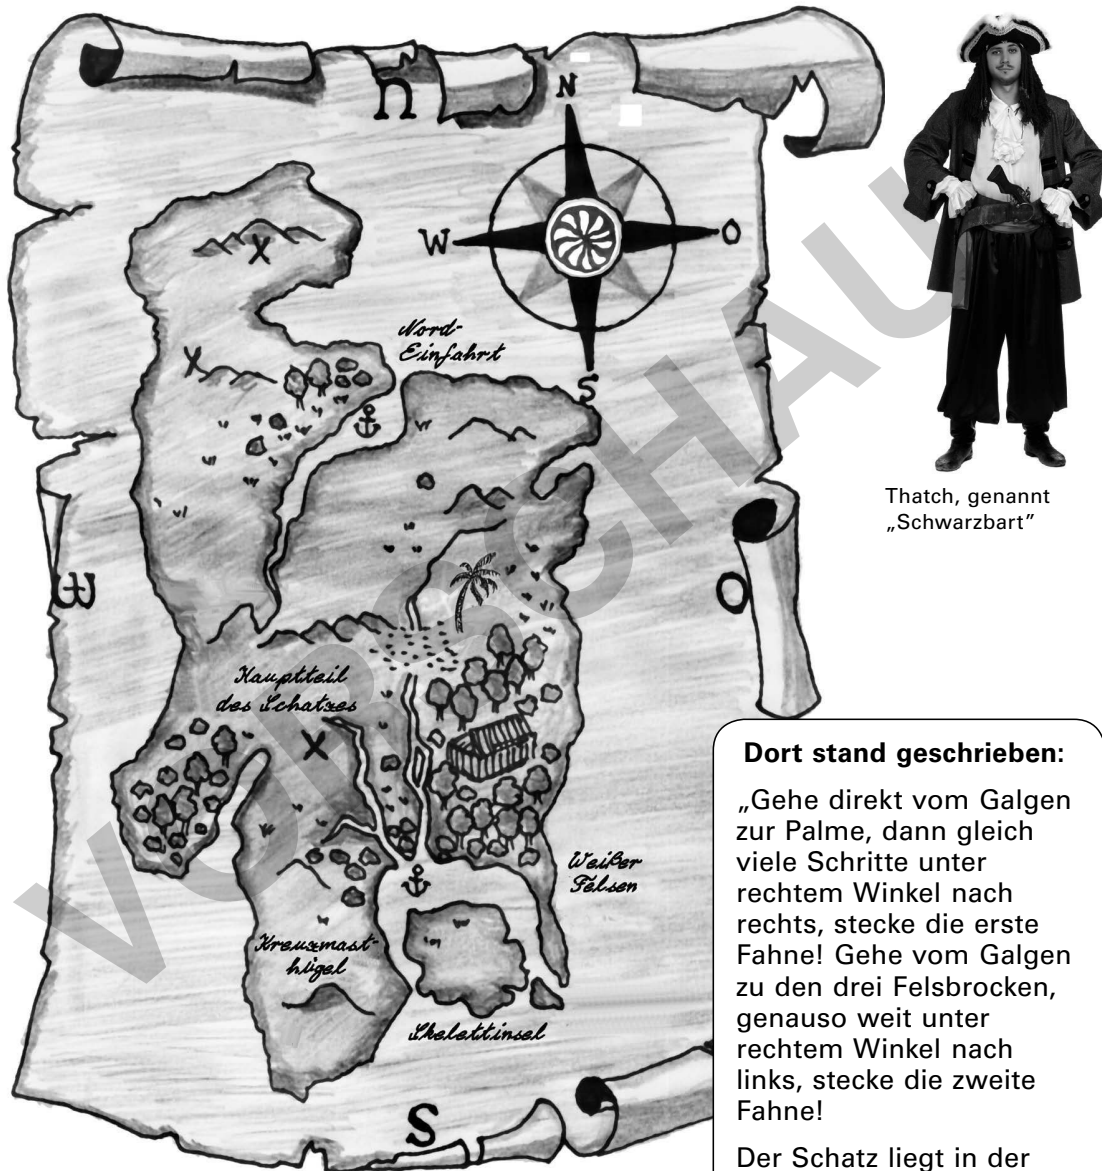 n
N
W
O
S
Nord-
Einfahrt
W
O
Hauptteil
des Schatzes
X
X
X
Weißer
Felsen
Kreuzmast-
hügel
Skelettinsel
S
Thatch, genannt
„Schwarzbart”
Dort stand geschrieben:
„Gehe direkt vom Galgen
zur Palme, dann gleich
viele Schritte unter
rechtem Winkel nach
rechts, stecke die erste
Fahne! Gehe vom Galgen
zu den drei Felsbrocken,
genauso weit unter
rechtem Winkel nach
links, stecke die zweite
Fahne!
Der Schatz liegt in der
VORSCHAU